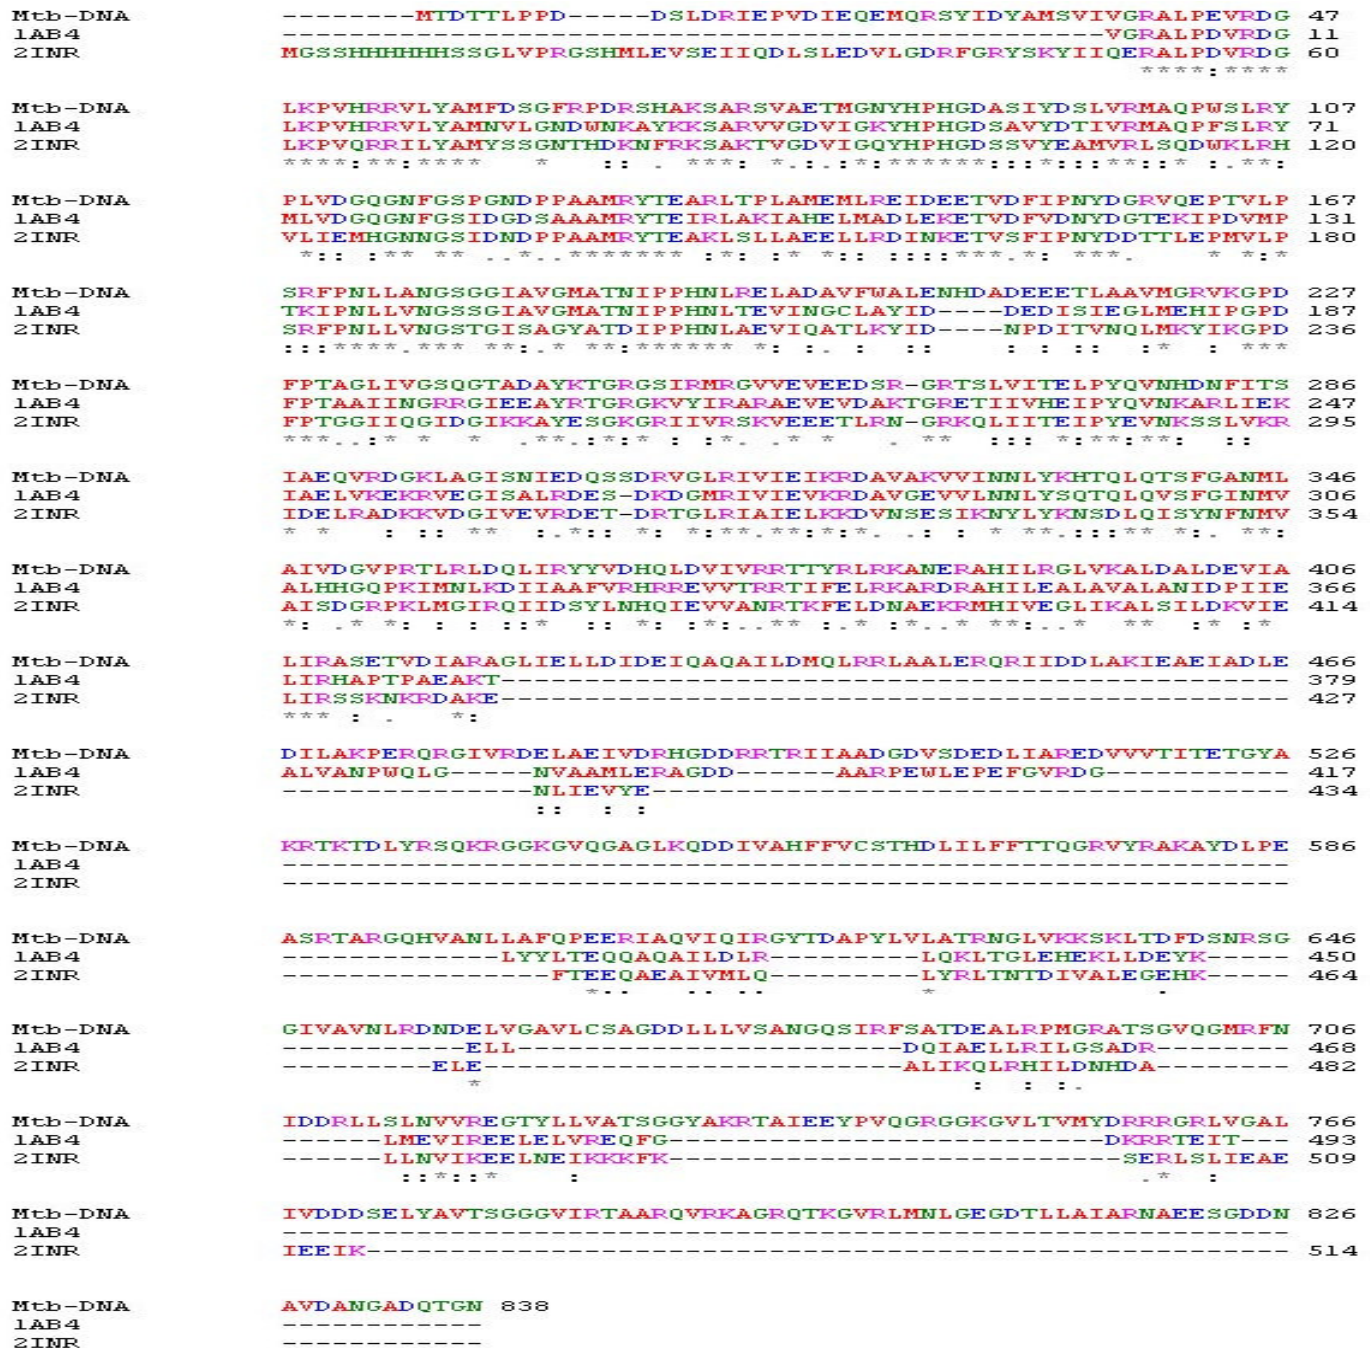 Mtb-DNA --------MTDTTLPPD-----DSLDRIEPVDIEQEMQRSYIDYAMSVIVGRALPEVRDG 47
1AB4 -------------------------------------------------VGRALPDVRDG 11
2INR MGSSHHHHHHSSGLVPRGSHMLEVSEIIQDLSLEDVLGDRFGRYSKYIIQERALPDVRDG 60
****:****
Mtb-DNA LKPVHRRVLYAMFDSGFRPDRSHAKSARSVAETMGNYHPHGDASIYDSLVRMAQPWSLRY 107
1AB4 LKPVHRRVLYAMNVLGNDWNKAYKKSARVVGDVIGKYHPHGDSAVYDTIVRMAQPFSLRY 71
2INR LKPVQRRILYAMYSSGNTHDKNFRKSAKTVGDVIGQYHPHGDSSVYEAMVRLSQDWKLRH 120
****:**:**** * :: . ***: *.:.:*:******:::*:::**::* :.**:
Mtb-DNA PLVDGQGNFGSPGNDPPAAMRYTEARLTPLAMEMLREIDEETVDFIPNYDGRVQEPTVLP 167
1AB4 MLVDGQGNFGSIDGDSAAAMRYTEIRLAKIAHELMADLEKETVDFVDNYDGTEKIPDVMP 131
2INR VLIEMHGNNGSIDNDPPAAMRYTEAKLSLLAEELLRDINKETVSFIPNYDDTTLEPMVLP 180
*:: :** ** ..*..******* :*: :* *:: ::::***.*: ***. * *:*
Mtb-DNA SRFPNLLANGSGGIAVGMATNIPPHNLRELADAVFWALENHDADEEETLAAVMGRVKGPD 227
1AB4 TKIPNLLVNGSSGIAVGMATNIPPHNLTEVINGCLAYID----DEDISIEGLMEHIPGPD 187
2INR SRFPNLLVNGSTGISAGYATDIPPHNLAEVIQATLKYID----NPDITVNQLMKYIKGPD 236
:::****.*** **:.* **:****** *: :. : :: : : :: :* : ***
Mtb-DNA FPTAGLIVGSQGTADAYKTGRGSIRMRGVVEVEEDSR-GRTSLVITELPYQVNHDNFITS 286
1AB4 FPTAAIINGRRGIEEAYRTGRGKVYIRARAEVEVDAKTGRETIIVHEIPYQVNKARLIEK 247
2INR FPTGGIIQGIDGIKKAYESGKGRIIVRSKVEEETLRN-GRKQLIITEIPYEVNKSSLVKR 295
***..:* * * .**.:*:* : :*. .* * . ** ::: *:**:**: ::
Mtb-DNA IAEQVRDGKLAGISNIEDQSSDRVGLRIVIEIKRDAVAKVVINNLYKHTQLQTSFGANML 346
1AB4 IAELVKEKRVEGISALRDES-DKDGMRIVIEVKRDAVGEVVLNNLYSQTQLQVSFGINMV 306
2INR IDELRADKKVDGIVEVRDET-DRTGLRIAIELKKDVNSESIKNYLYKNSDLQISYNFNMV 354
* * : :: ** :.*:: *: *:**.**:*:*. .: : * **.:::** *:. **:
Mtb-DNA AIVDGVPRTLRLDQLIRYYVDHQLDVIVRRTTYRLRKANERAHILRGLVKALDALDEVIA 406
1AB4 ALHHGQPKIMNLKDIIAAFVRHRREVVTRRTIFELRKARDRAHILEALAVALANIDPIIE 366
2INR AISDGRPKLMGIRQIIDSYLNHQIEVVANRTKFELDNAEKRMHIVEGLIKALSILDKVIE 414
*: .* *: : : ::* :: *: :*:..** :.* :*..* **:..* ** :* :*
Mtb-DNA LIRASETVDIARAGLIELLDIDEIQAQAILDMQLRRLAALERQRIIDDLAKIEAEIADLE 466
1AB4 LIRHAPTPAEAKT----------------------------------------------- 379
2INR LIRSSKNKRDAKE----------------------------------------------- 427
*** : . *:
Mtb-DNA DILAKPERQRGIVRDELAEIVDRHGDDRRTRIIAADGDVSDEDLIAREDVVVTITETGYA 526
1AB4 ALVANPWQLG-----NVAAMLERAGDD------AARPEWLEPEFGVRDG----------- 417
2INR ---------------NLIEVYE-------------------------------------- 434
:: : :
Mtb-DNA KRTKTDLYRSQKRGGKGVQGAGLKQDDIVAHFFVCSTHDLILFFTTQGRVYRAKAYDLPE 586
1AB4 ------------------------------------------------------------
2INR ------------------------------------------------------------
Mtb-DNA ASRTARGQHVANLLAFQPEERIAQVIQIRGYTDAPYLVLATRNGLVKKSKLTDFDSNRSG 646
1AB4 -------------LYYLTEQQAQAILDLR---------LQKLTGLEHEKLLDEYK----- 450
2INR ----------------FTEEQAEAIVMLQ---------LYRLTNTDIVALEGEHK----- 464
*:: :: :: * :
Mtb-DNA GIVAVNLRDNDELVGAVLCSAGDDLLLVSANGQSIRFSATDEALRPMGRATSGVQGMRFN 706
1AB4 -----------ELL-----------------------DQIAELLRILGSADR-------- 468
2INR ---------ELE-------------------------ALIKQLRHILDNHDA-------- 482
* : : :.
Mtb-DNA IDDRLLSLNVVREGTYLLVATSGGYAKRTAIEEYPVQGRGGKGVLTVMYDRRRGRLVGAL 766
1AB4 ------LMEVIREELELVREQFG--------------------------DKRRTEIT--- 493
2INR ------LLNVIKEELNEIKKKFK---------------------------SERLSLIEAE 509
::*::* : .* :
Mtb-DNA IVDDDSELYAVTSGGGVIRTAARQVRKAGRQTKGVRLMNLGEGDTLLAIARNAEESGDDN 826
1AB4 ------------------------------------------------------------
2INR IEEIK------------------------------------------------------- 514
Mtb-DNA AVDANGADQTGN 838
1AB4 ------------
2INR ------------